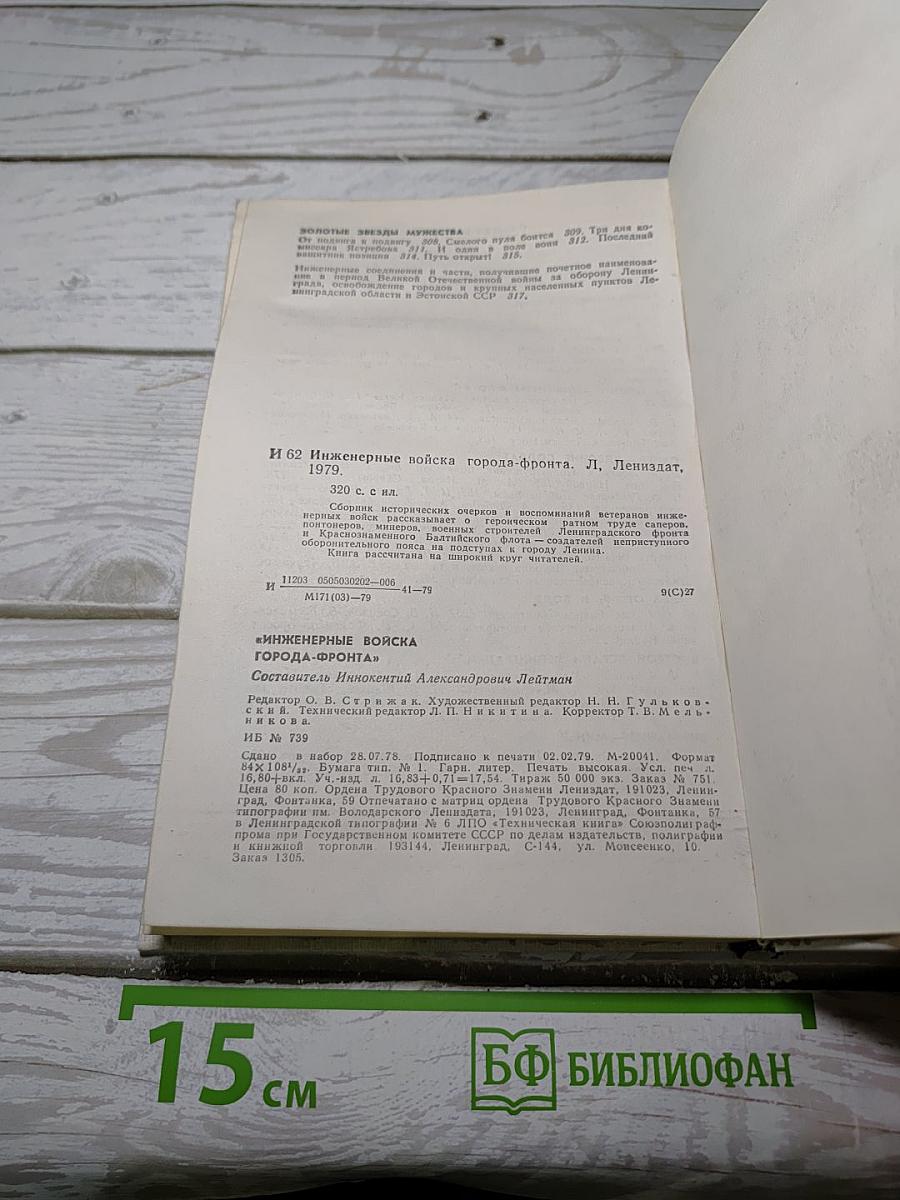 ЗОЛОТЫЕ ЗВЕЗДЫ МУЖЕСТВА
От подвига к подвигу 308. Смелого пуля боится 309. Три дня ко-
миссара Ястребова 311. И один в поле воин 312. Последний
защитник позиции 314. Путь открыт! 315.
Инженерные соединения и части, получившие почетное наименова-
ние в период Великой Отечественной войны за оборону Ленин-
града, освобождение городов и крупных населенных пунктов Ле-
нинградской области и Эстонской ССР 317.
И 62 Инженерные войска города-фронта. Л, Лениздат,
1979.
320 с. с ил.
Сборник исторических очерков и воспоминаний ветеранов инже-
нерных войск рассказывает о героическом ратном труде саперов,
понтонеров, минеров, военных строителей Ленинградского фронта
и Краснознаменного Балтийского флота — создателей неприступного
оборонительного пояса на подступах к городу Ленина.
Книга рассчитана на широкий круг читателей.
И 11203 0505030202—006
М171(03)—79 41—79 9(С)27
«ИНЖЕНЕРНЫЕ ВОЙСКА
ГОРОДА-ФРОНТА»
Составитель Иннокентий Александрович Лейтман
Редактор О. В. Стрижак. Художественный редактор Н. Н. Гульков-
ский. Технический редактор Л. П. Никитина. Корректор Т. В. Мель-
никова.
ИБ № 739
Сдано в набор 28.07.78. Подписано к печати 02.02.79. М-20041. Формат
84×108¹/₃₂. Бумага тип. № 1. Гарн. литер. Печать высокая. Усл. печ л.
16,80+вкл. Уч.-изд. л. 16,83+0,71=17,54. Тираж 50 000 экз. Заказ № 751.
Цена 80 коп. Ордена Трудового Красного Знамени Лениздат, 191023, Ленин-
град, Фонтанка, 59 Отпечатано с матриц ордена Трудового Красного Знамени
типографии им. Володарского Лениздата, 191023, Ленинград, Фонтанка, 57
в Ленинградской типографии № 6 ЛПО «Техническая книга» Союзполиграф-
прома при Государственном комитете СССР по делам издательств, полиграфии
и книжной торговли 193144, Ленинград, С-144, ул. Моисеенко, 10.
Заказ 1305.
15 см
БФ БИБЛИОФАН